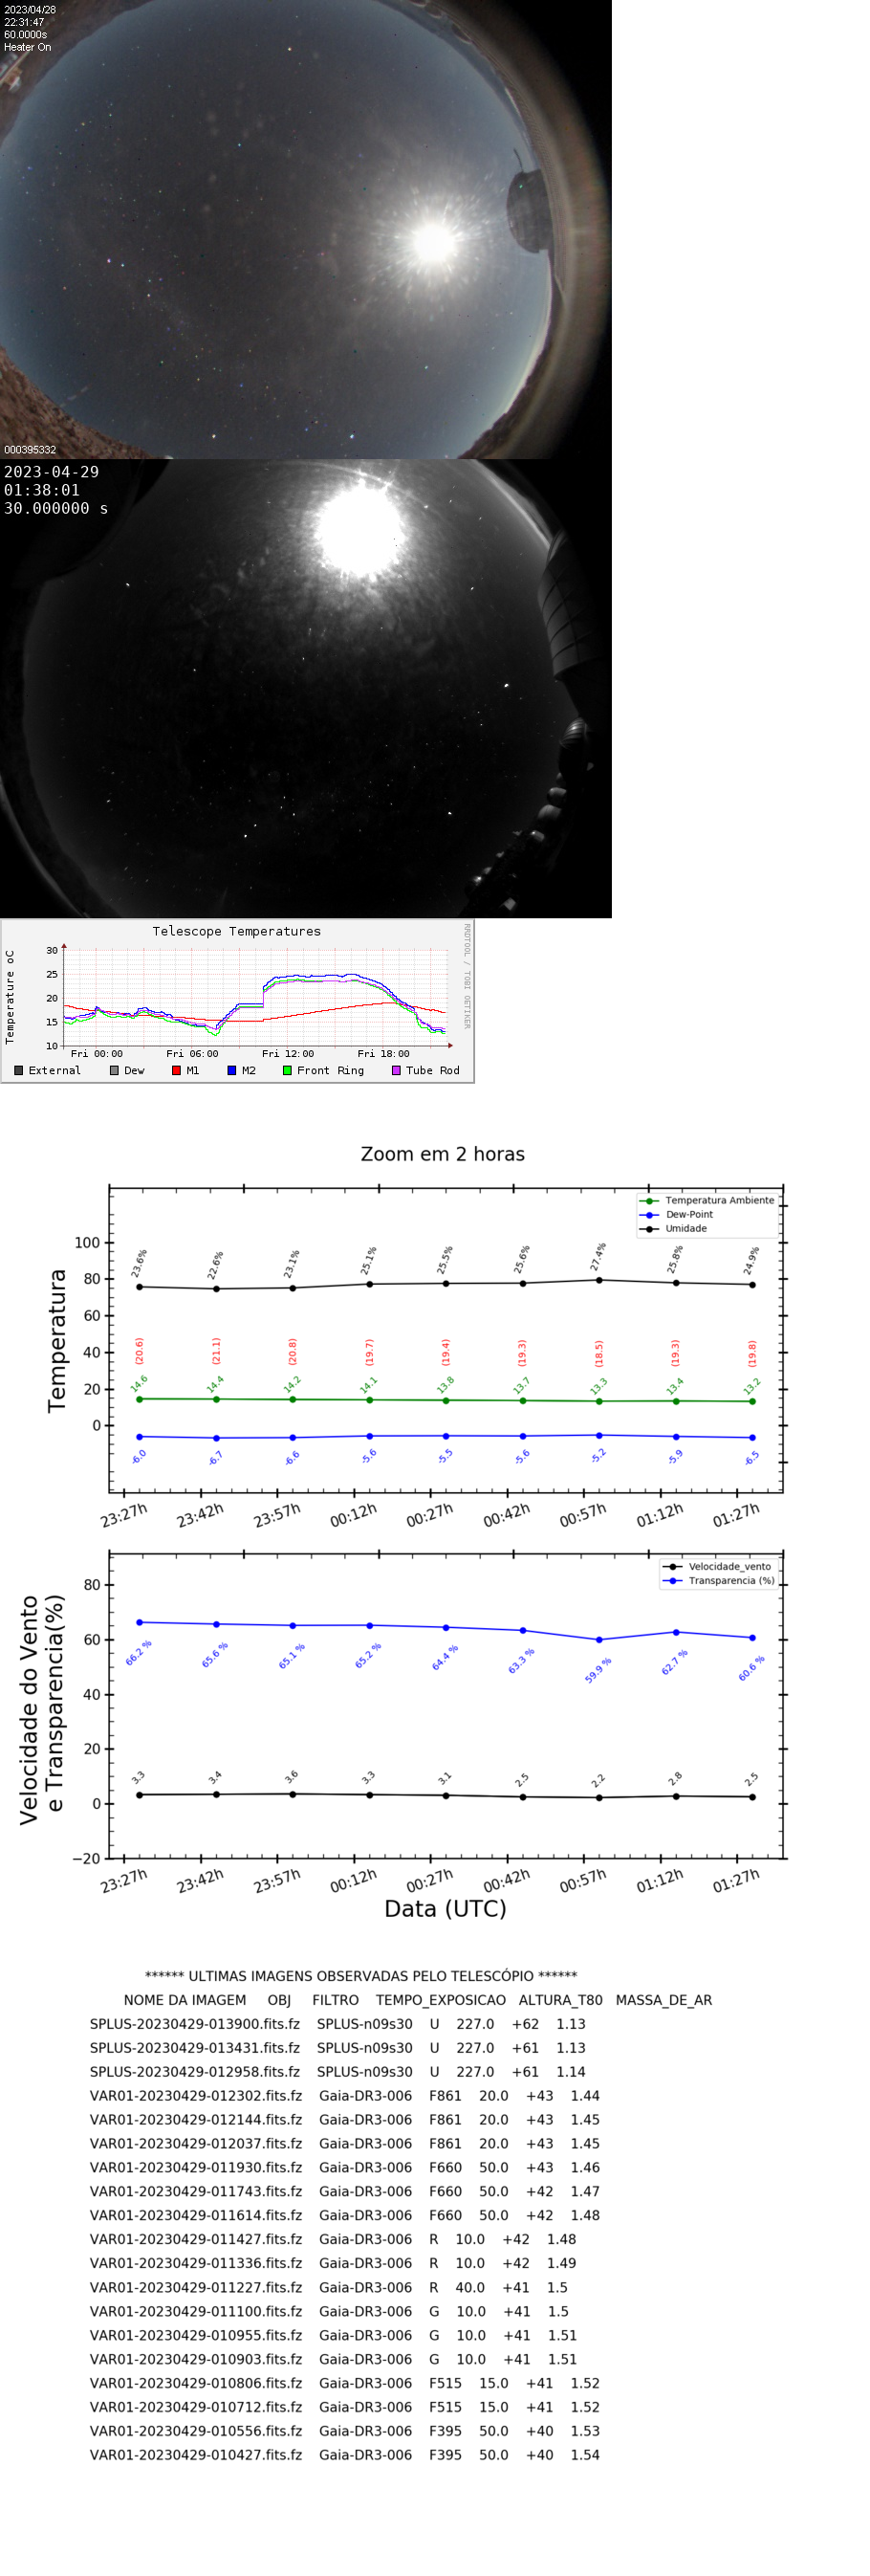 2023/04/28
22:31:47
60.0000s
Heater On
000395332
2023-04-29
01:38:01
30.000000 s
Telescope Temperatures
RRDTOOL / TOBI OETIKER
Temperature oC
30
25
20
15
10
Fri 00:00 Fri 06:00 Fri 12:00 Fri 18:00
External Dew M1 M2 Front Ring Tube Rod
Zoom em 2 horas
Temperatura
Temperatura Ambiente
Dew-Point
Umidade
100
80
60
40
20
0
23.6% 22.6% 23.1% 25.1% 25.5% 25.6% 27.4% 25.8% 24.9%
(20.6) (21.1) (20.8) (19.7) (19.4) (19.3) (18.5) (19.3) (19.8)
14.6 14.4 14.2 14.1 13.8 13.7 13.3 13.4 13.2
-6.0 -6.7 -6.6 -5.6 -5.5 -5.6 -5.2 -5.9 -6.5
23:27h 23:42h 23:57h 00:12h 00:27h 00:42h 00:57h 01:12h 01:27h
Velocidade do Vento
e Transparencia(%)
Velocidade_vento
Transparencia (%)
80
60
40
20
0
−20
66.2 % 65.6 % 65.1 % 65.2 % 64.4 % 63.3 % 59.9 % 62.7 % 60.6 %
3.3 3.4 3.6 3.3 3.1 2.5 2.2 2.8 2.5
23:27h 23:42h 23:57h 00:12h 00:27h 00:42h 00:57h 01:12h 01:27h
Data (UTC)
****** ULTIMAS IMAGENS OBSERVADAS PELO TELESCÓPIO ******
NOME DA IMAGEM OBJ FILTRO TEMPO_EXPOSICAO ALTURA_T80 MASSA_DE_AR
SPLUS-20230429-013900.fits.fz SPLUS-n09s30 U 227.0 +62 1.13
SPLUS-20230429-013431.fits.fz SPLUS-n09s30 U 227.0 +61 1.13
SPLUS-20230429-012958.fits.fz SPLUS-n09s30 U 227.0 +61 1.14
VAR01-20230429-012302.fits.fz Gaia-DR3-006 F861 20.0 +43 1.44
VAR01-20230429-012144.fits.fz Gaia-DR3-006 F861 20.0 +43 1.45
VAR01-20230429-012037.fits.fz Gaia-DR3-006 F861 20.0 +43 1.45
VAR01-20230429-011930.fits.fz Gaia-DR3-006 F660 50.0 +43 1.46
VAR01-20230429-011743.fits.fz Gaia-DR3-006 F660 50.0 +42 1.47
VAR01-20230429-011614.fits.fz Gaia-DR3-006 F660 50.0 +42 1.48
VAR01-20230429-011427.fits.fz Gaia-DR3-006 R 10.0 +42 1.48
VAR01-20230429-011336.fits.fz Gaia-DR3-006 R 10.0 +42 1.49
VAR01-20230429-011227.fits.fz Gaia-DR3-006 R 40.0 +41 1.5
VAR01-20230429-011100.fits.fz Gaia-DR3-006 G 10.0 +41 1.5
VAR01-20230429-010955.fits.fz Gaia-DR3-006 G 10.0 +41 1.51
VAR01-20230429-010903.fits.fz Gaia-DR3-006 G 10.0 +41 1.51
VAR01-20230429-010806.fits.fz Gaia-DR3-006 F515 15.0 +41 1.52
VAR01-20230429-010712.fits.fz Gaia-DR3-006 F515 15.0 +41 1.52
VAR01-20230429-010556.fits.fz Gaia-DR3-006 F395 50.0 +40 1.53
VAR01-20230429-010427.fits.fz Gaia-DR3-006 F395 50.0 +40 1.54